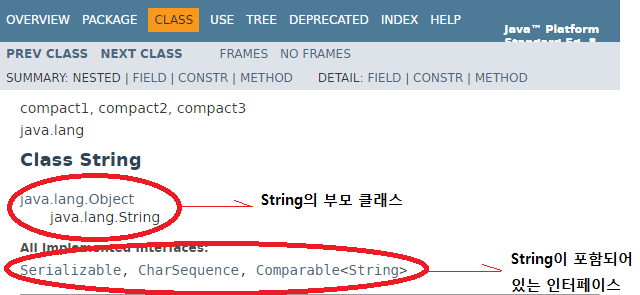 OVERVIEW PACKAGE CLASS USE TREE DEPRECATED INDEX HELP
Java™ Platform
Standard Ed. 8
PREV CLASS NEXT CLASS FRAMES NO FRAMES
SUMMARY: NESTED | FIELD | CONSTR | METHOD DETAIL: FIELD | CONSTR | METHOD
compact1, compact2, compact3
java.lang
Class String
java.lang.Object
String의 부모 클래스
java.lang.String
All Implemented Interfaces:
Serializable, CharSequence, Comparable<String>
String이 포함되어
있는 인터페이스